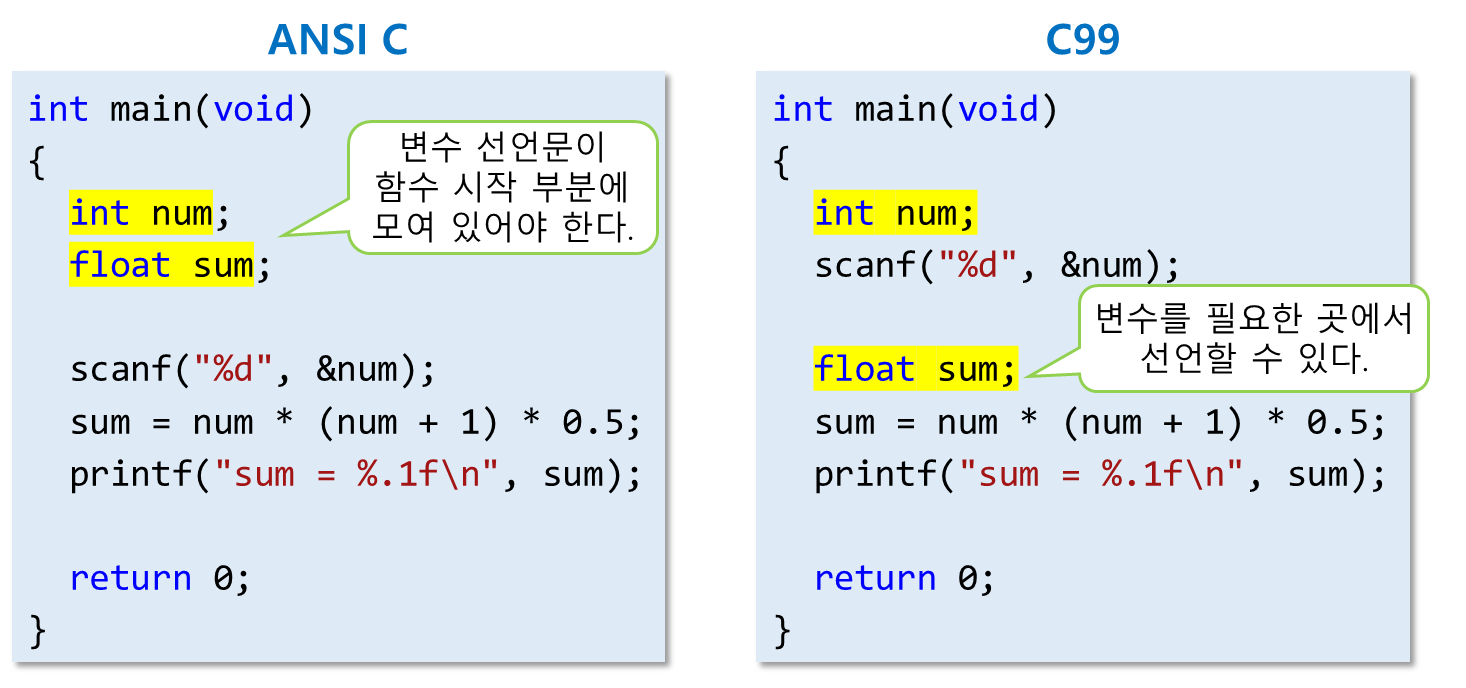 ANSI C
int main(void)
{
int num;
float sum;
변수 선언문이
함수 시작 부분에
모여 있어야 한다.
scanf("%d", &num);
sum = num * (num + 1) * 0.5;
printf("sum = %.1f\n", sum);
return 0;
}
C99
int main(void)
{
int num;
scanf("%d", &num);
변수를 필요한 곳에서
선언할 수 있다.
float sum;
sum = num * (num + 1) * 0.5;
printf("sum = %.1f\n", sum);
return 0;
}